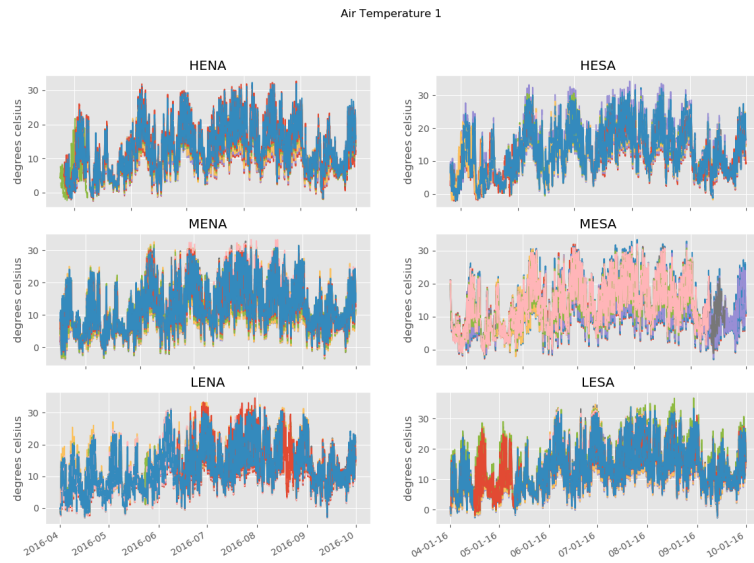 Air Temperature 1
HENA
HESA
30
20
10
0
degrees celsius
30
20
10
0
degrees celsius
MENA
MESA
30
20
10
0
degrees celsius
30
20
10
0
degrees celsius
LENA
LESA
30
20
10
0
degrees celsius
30
20
10
0
degrees celsius
2016-04
2016-05
2016-06
2016-07
2016-08
2016-09
2016-10
04-01-16
05-01-16
06-01-16
07-01-16
08-01-16
09-01-16
10-01-16